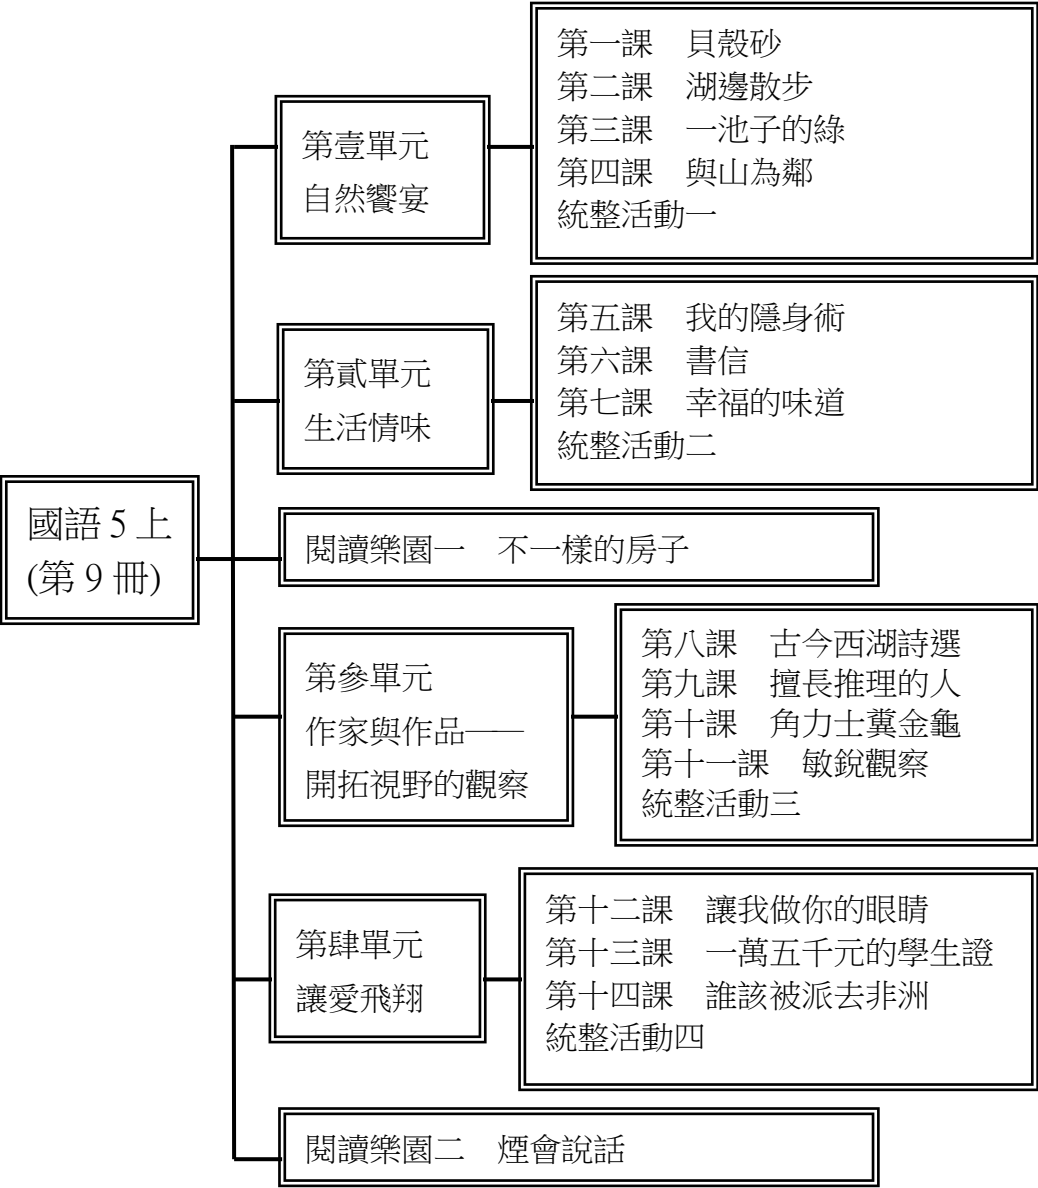 國語 5 上
(第 9 冊)
第壹單元
自然饗宴
第一課　貝殼砂
第二課　湖邊散步
第三課　一池子的綠
第四課　與山為鄰
統整活動一
第貳單元
生活情味
第五課　我的隱身術
第六課　書信
第七課　幸福的味道
統整活動二
閱讀樂園一　不一樣的房子
第參單元
作家與作品——
開拓視野的觀察
第八課　古今西湖詩選
第九課　擅長推理的人
第十課　角力士糞金龜
第十一課　敏銳觀察
統整活動三
第肆單元
讓愛飛翔
第十二課　讓我做你的眼睛
第十三課　一萬五千元的學生證
第十四課　誰該被派去非洲
統整活動四
閱讀樂園二　煙會說話